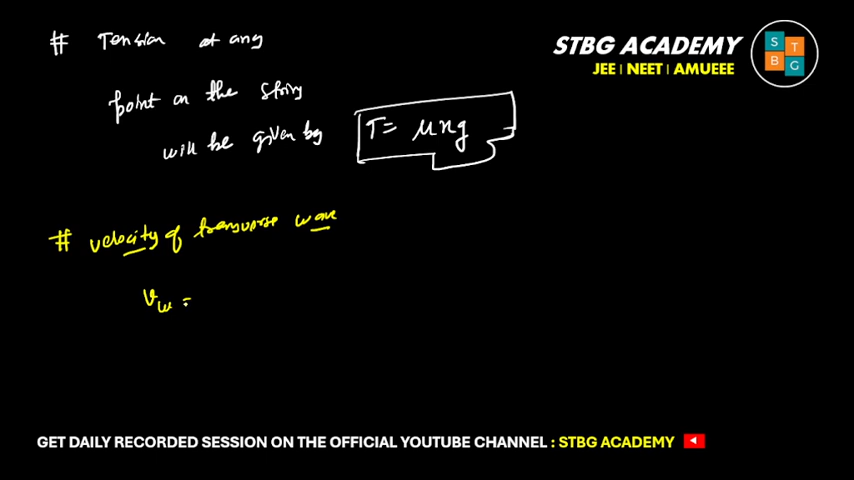 # Tension at any
point on the string
will be given by T = μxg
# velocity of transverse wave
Vw =
STBG ACADEMY
JEE | NEET | AMUEEE
S T
B G
GET DAILY RECORDED SESSION ON THE OFFICIAL YOUTUBE CHANNEL : STBG ACADEMY